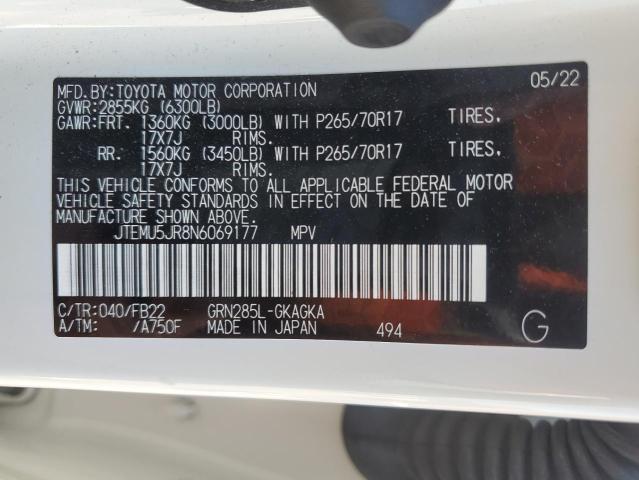 MFD.BY:TOYOTA MOTOR CORPORATION 05/22
GVWR:2855KG (6300LB)
GAWR:FRT. 1360KG (3000LB) WITH P265/70R17 TIRES,
17X7J RIMS.
RR. 1560KG (3450LB) WITH P265/70R17 TIRES,
17X7J RIMS.
THIS VEHICLE CONFORMS TO ALL APPLICABLE FEDERAL MOTOR
VEHICLE SAFETY STANDARDS IN EFFECT ON THE DATE OF
MANUFACTURE SHOWN ABOVE.
JTEMU5JR8N6069177 MPV
C/TR:040/FB22 GRN285L-GKAGKA
A/TM: /A750F MADE IN JAPAN 494 G